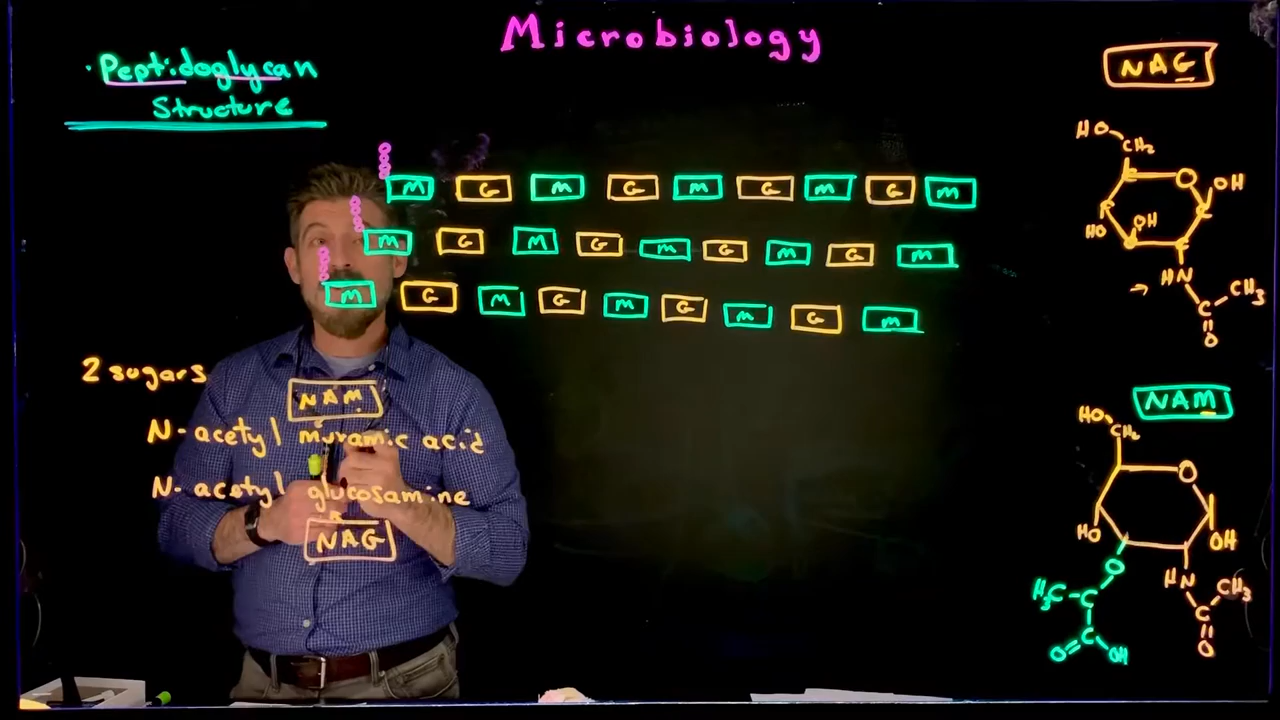 Microbiology
· Peptidoglycan
Structure
M G M G M G M G M
M G M G M G M G M
M G M G M G M G M
2 sugars
NAM
N-acetyl muramic acid
N-acetyl glucosamine
NAG
NAG
HO
CH2
O
OH
OH
HO
HN
→
C
CH3
O
NAM
HO
CH2
O
HO
OH
O
HN
CH3
H3C-C
C
C
O
OH
O